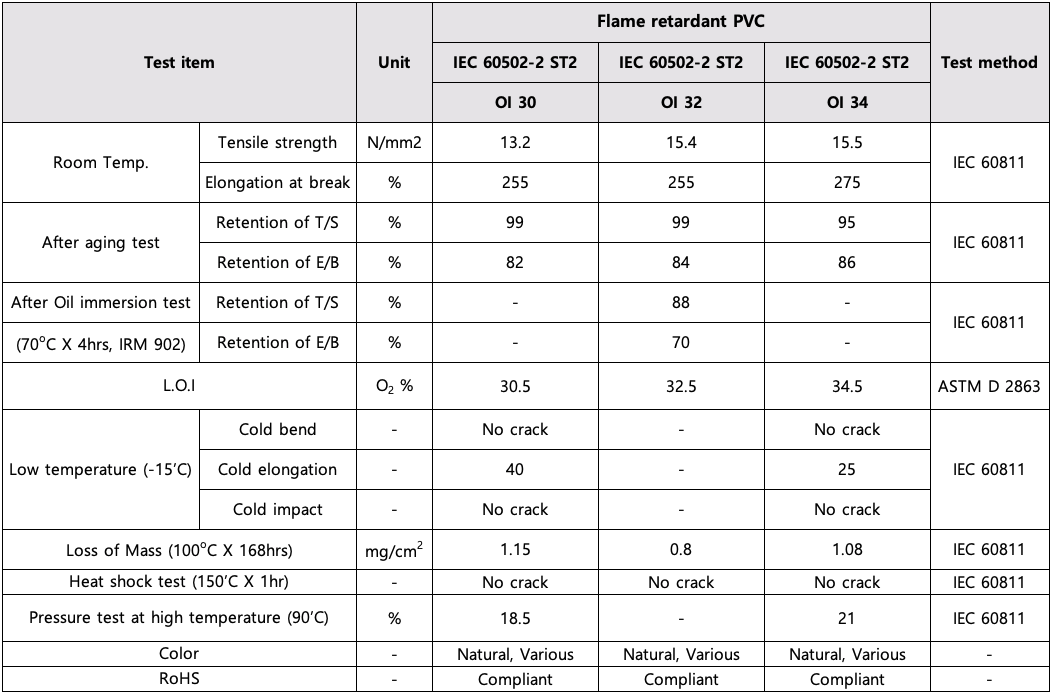 Test item Unit Flame retardant PVC Test method
IEC 60502-2 ST2 IEC 60502-2 ST2 IEC 60502-2 ST2
OI 30 OI 32 OI 34
Room Temp. Tensile strength N/mm2 13.2 15.4 15.5 IEC 60811
Elongation at break % 255 255 275
After aging test Retention of T/S % 99 99 95 IEC 60811
Retention of E/B % 82 84 86
After Oil immersion test Retention of T/S % - 88 - IEC 60811
(70°C X 4hrs, IRM 902) Retention of E/B % - 70 -
L.O.I O₂ % 30.5 32.5 34.5 ASTM D 2863
Low temperature (-15’C) Cold bend - No crack - No crack IEC 60811
Cold elongation - 40 - 25
Cold impact - No crack - No crack
Loss of Mass (100°C X 168hrs) mg/cm² 1.15 0.8 1.08 IEC 60811
Heat shock test (150’C X 1hr) - No crack No crack No crack IEC 60811
Pressure test at high temperature (90’C) % 18.5 - 21 IEC 60811
Color - Natural, Various Natural, Various Natural, Various -
RoHS - Compliant Compliant Compliant -